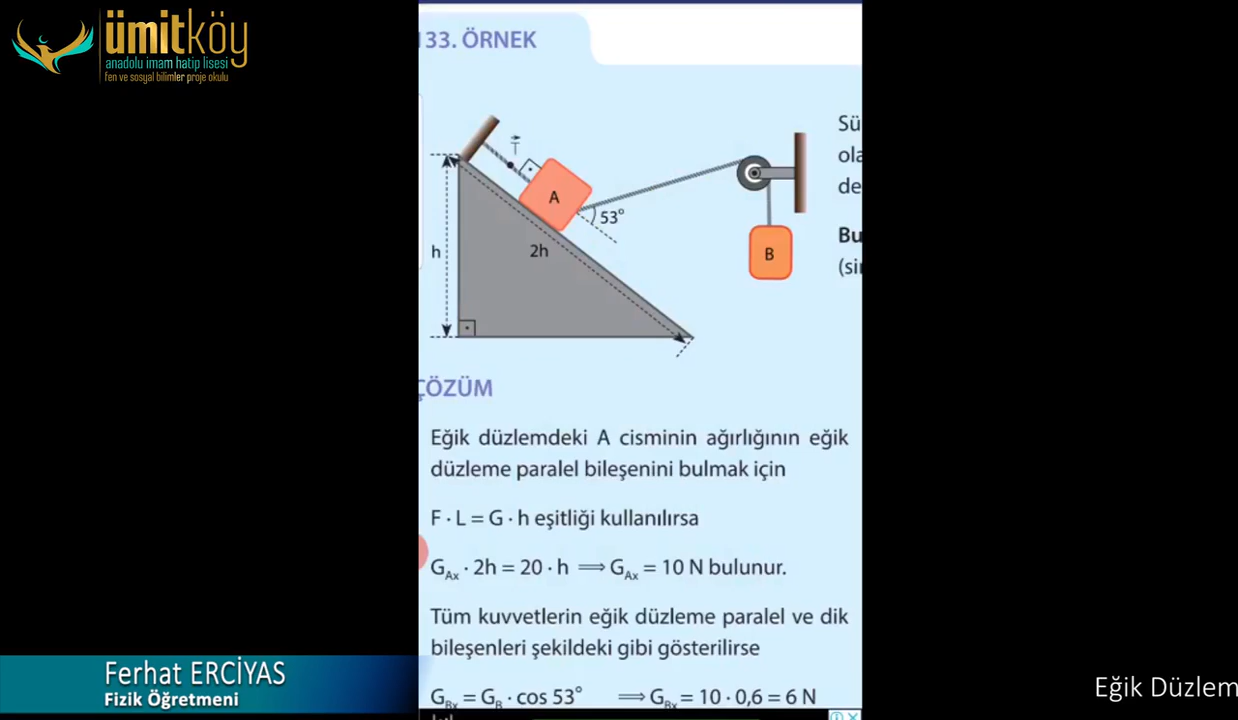 ümitköy
anadolu imam hatip lisesi
fen ve sosyal bilimler proje okulu
33. ÖRNEK
T
A
53°
B
h
2h
Sü
ola
de
Bu
(si
ÇÖZÜM
Eğik düzlemdeki A cisminin ağırlığının eğik
düzleme paralel bileşenini bulmak için
F · L = G · h eşitliği kullanılırsa
G_Ax · 2h = 20 · h ⟹ G_Ax = 10 N bulunur.
Tüm kuvvetlerin eğik düzleme paralel ve dik
bileşenleri şekildeki gibi gösterilirse
G_Bx = G_B · cos 53° ⟹ G_Bx = 10 · 0,6 = 6 N
Ferhat ERCİYAS
Fizik Öğretmeni
Eğik Düzlem